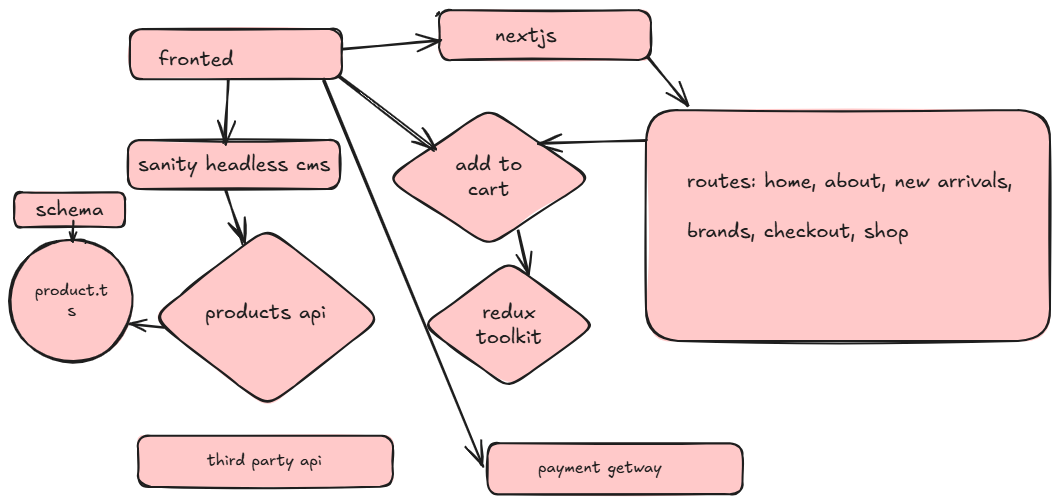 fronted
nextjs
sanity headless cms
add to
cart
routes: home, about, new arrivals,
brands, checkout, shop
schema
product.t
s
products api
redux
toolkit
third party api
payment getway